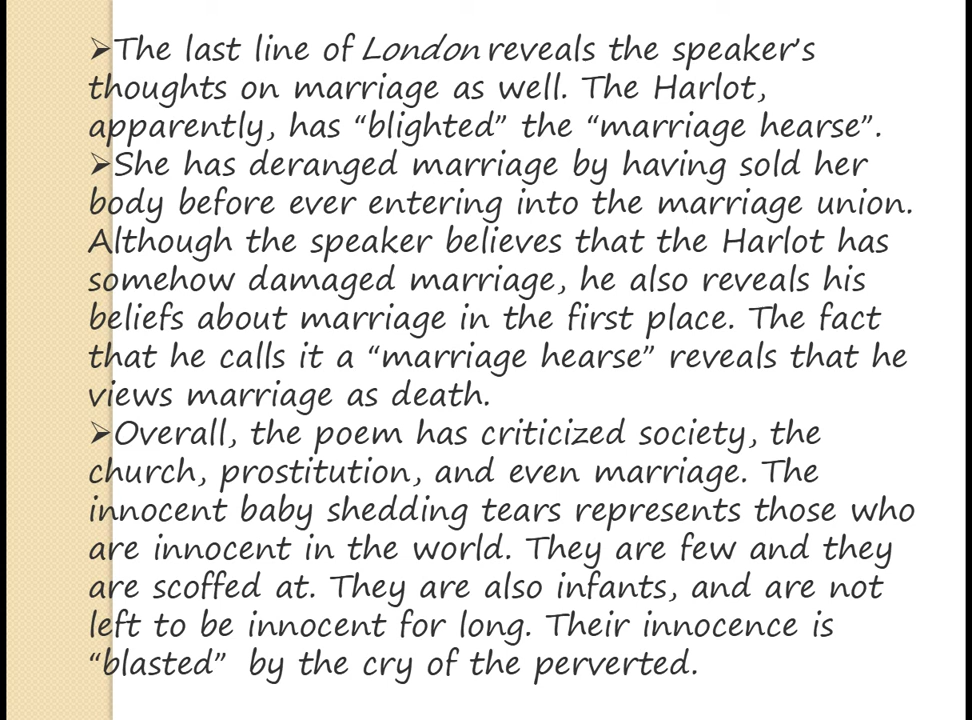 ➢The last line of London reveals the speaker's
thoughts on marriage as well. The Harlot,
apparently, has “blighted” the “marriage hearse”.
➢She has deranged marriage by having sold her
body before ever entering into the marriage union.
Although the speaker believes that the Harlot has
somehow damaged marriage, he also reveals his
beliefs about marriage in the first place. The fact
that he calls it a “marriage hearse” reveals that he
views marriage as death.
➢Overall, the poem has criticized society, the
church, prostitution, and even marriage. The
innocent baby shedding tears represents those who
are innocent in the world. They are few and they
are scoffed at. They are also infants, and are not
left to be innocent for long. Their innocence is
“blasted” by the cry of the perverted.